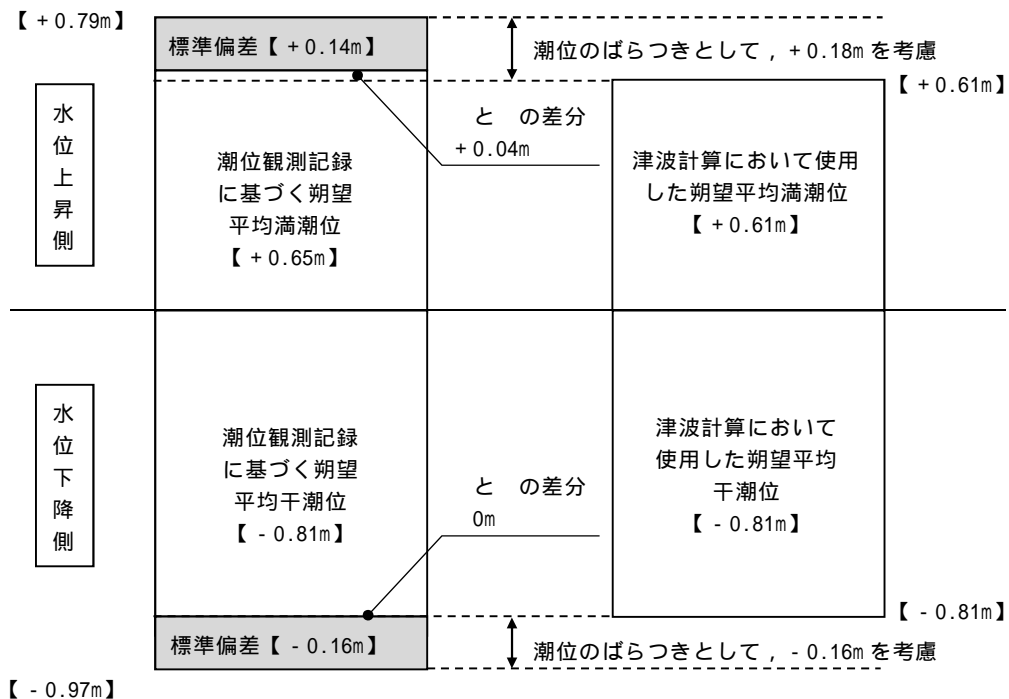 【 + 0.79m】
標準偏差【 + 0.14m】
潮位のばらつきとして , + 0.18m を考慮
【 + 0.61m】
水
位
上
昇
側
潮位観測記録
に基づく朔望
平均満潮位
【 + 0.65m】
と の差分
+ 0.04m
津波計算において使用
した朔望平均満潮位
【 + 0.61m】
水
位
下
降
側
潮位観測記録
に基づく朔望
平均干潮位
【 - 0.81m】
と の差分
0m
津波計算において
使用した朔望平均
干潮位
【 - 0.81m】
【 - 0.81m】
標準偏差【 - 0.16m】
潮位のばらつきとして , - 0.16m を考慮
【 - 0.97m】